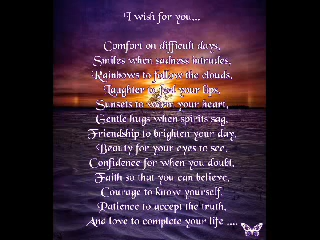 I wish for you...
Comfort on difficult days,
Smiles when sadness intrudes,
Rainbows to follow the clouds,
Laughter to kiss your lips,
Sunsets to warm your heart,
Gentle hugs when spirits sag,
Friendship to brighten your day,
Beauty for your eyes to see,
Confidence for when you doubt,
Faith so that you can believe,
Courage to know yourself,
Patience to accept the truth,
And love to complete your life ....